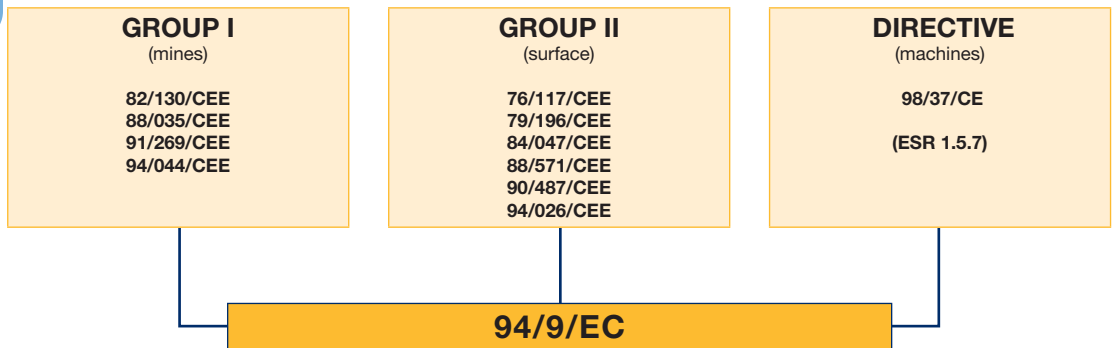 GROUP I
(mines)
82/130/CEE
88/035/CEE
91/269/CEE
94/044/CEE
GROUP II
(surface)
76/117/CEE
79/196/CEE
84/047/CEE
88/571/CEE
90/487/CEE
94/026/CEE
DIRECTIVE
(machines)
98/37/CE
(ESR 1.5.7)
94/9/EC